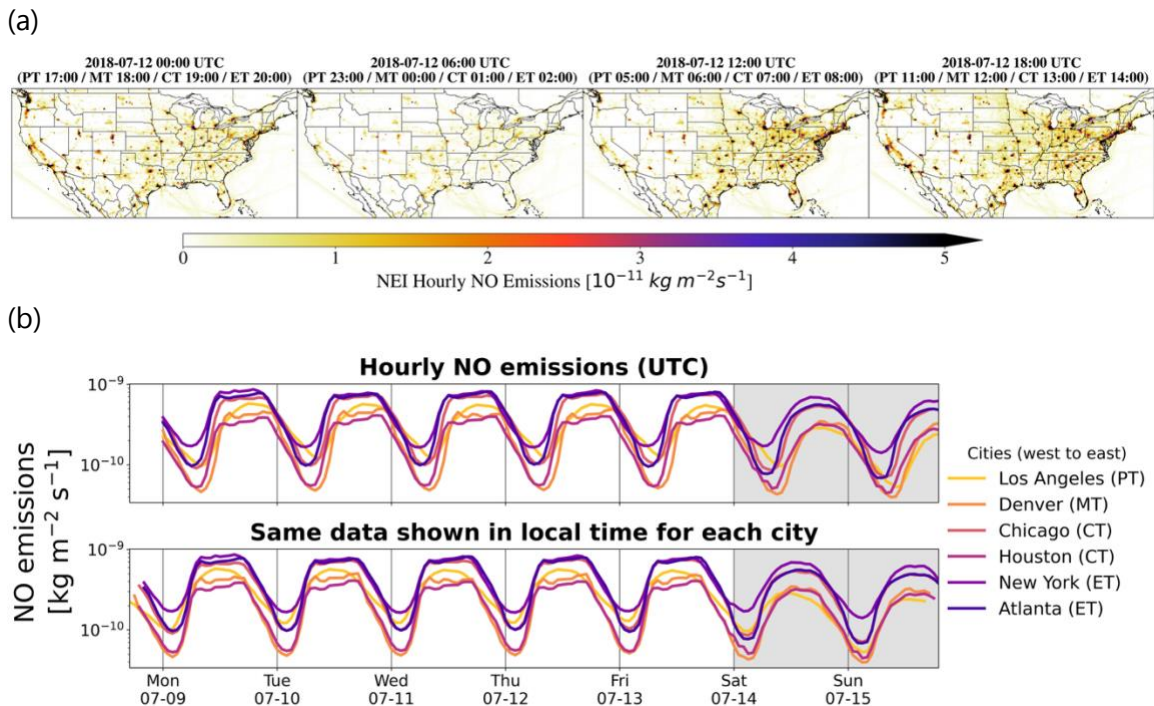 (a)
2018-07-12 00:00 UTC
(PT 17:00 / MT 18:00 / CT 19:00 / ET 20:00)
2018-07-12 06:00 UTC
(PT 23:00 / MT 00:00 / CT 01:00 / ET 02:00)
2018-07-12 12:00 UTC
(PT 05:00 / MT 06:00 / CT 07:00 / ET 08:00)
2018-07-12 18:00 UTC
(PT 11:00 / MT 12:00 / CT 13:00 / ET 14:00)
0 1 2 3 4 5
NEI Hourly NO Emissions [10⁻¹¹ kg m⁻²s⁻¹]
(b)
Hourly NO emissions (UTC)
10⁻⁹
10⁻¹⁰
Same data shown in local time for each city
10⁻⁹
10⁻¹⁰
NO emissions
[kg m⁻² s⁻¹]
Mon Tue Wed Thu Fri Sat Sun
07-09 07-10 07-11 07-12 07-13 07-14 07-15
Cities (west to east)
Los Angeles (PT)
Denver (MT)
Chicago (CT)
Houston (CT)
New York (ET)
Atlanta (ET)